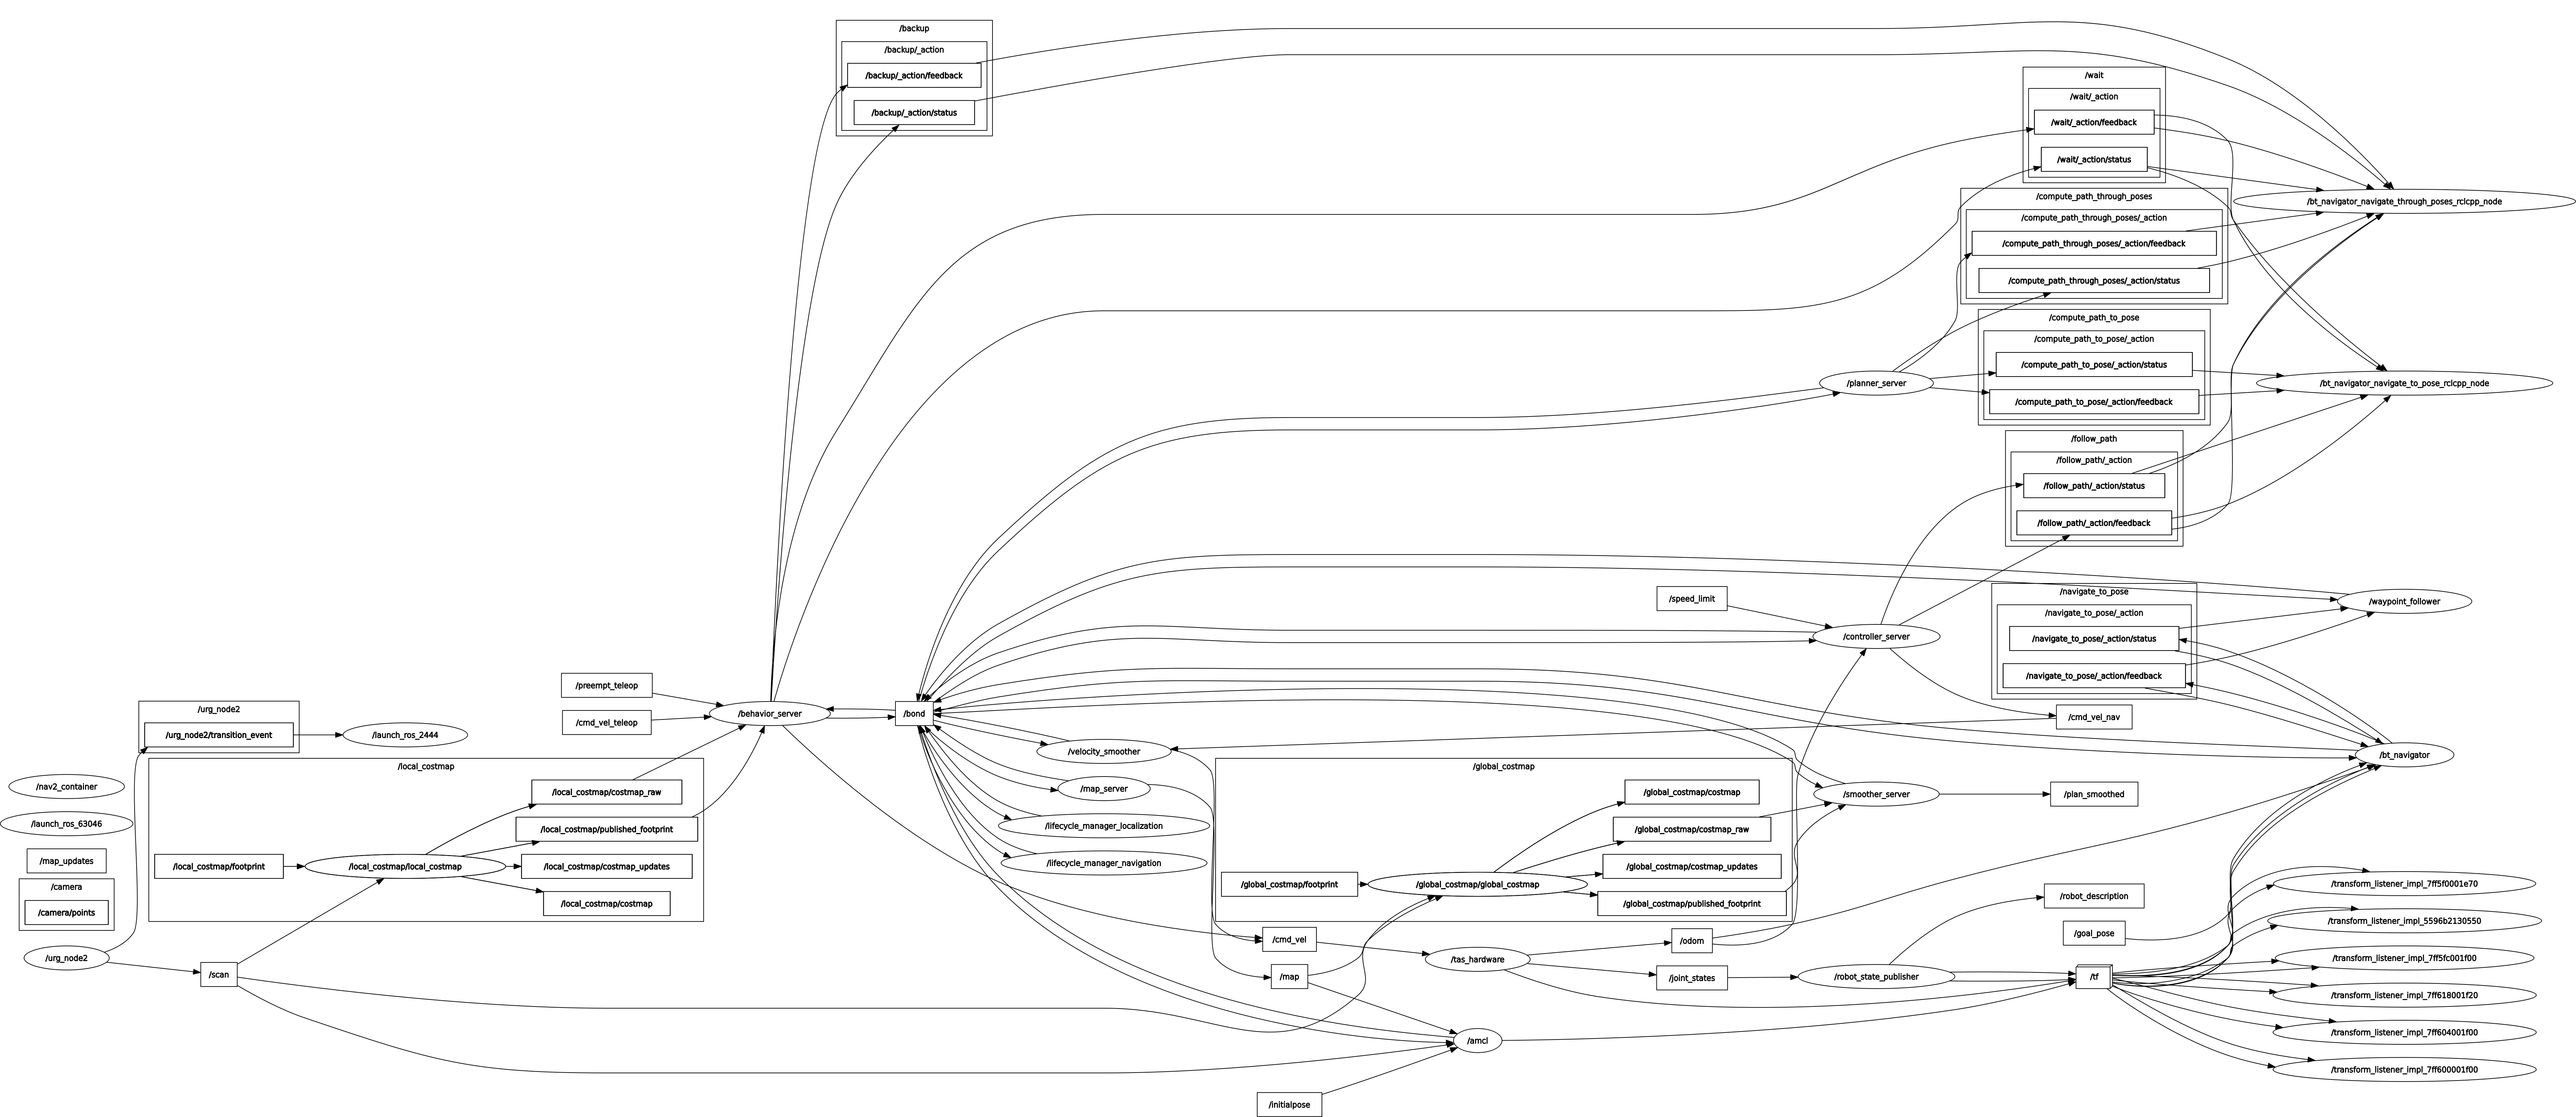 /backup
/backup/_action
/backup/_action/feedback
/backup/_action/status
/wait
/wait/_action
/wait/_action/feedback
/wait/_action/status
/compute_path_through_poses
/compute_path_through_poses/_action
/compute_path_through_poses/_action/feedback
/compute_path_through_poses/_action/status
/bt_navigator_navigate_through_poses_rclcpp_node
/compute_path_to_pose
/compute_path_to_pose/_action
/compute_path_to_pose/_action/status
/compute_path_to_pose/_action/feedback
/planner_server
/bt_navigator_navigate_to_pose_rclcpp_node
/follow_path
/follow_path/_action
/follow_path/_action/status
/follow_path/_action/feedback
/speed_limit
/controller_server
/navigate_to_pose
/navigate_to_pose/_action
/navigate_to_pose/_action/status
/navigate_to_pose/_action/feedback
/waypoint_follower
/preempt_teleop
/cmd_vel_teleop
/behavior_server
/bond
/cmd_vel_nav
/urg_node2
/urg_node2/transition_event
/launch_ros_2444
/velocity_smoother
/bt_navigator
/nav2_container
/launch_ros_63046
/map_updates
/camera
/camera/points
/urg_node2
/scan
/local_costmap
/local_costmap/costmap_raw
/local_costmap/published_footprint
/local_costmap/footprint
/local_costmap/local_costmap
/local_costmap/costmap_updates
/local_costmap/costmap
/map_server
/lifecycle_manager_localization
/lifecycle_manager_navigation
/global_costmap
/global_costmap/costmap
/global_costmap/costmap_raw
/global_costmap/costmap_updates
/global_costmap/footprint
/global_costmap/global_costmap
/global_costmap/published_footprint
/smoother_server
/plan_smoothed
/cmd_vel
/map
/tas_hardware
/odom
/joint_states
/robot_state_publisher
/robot_description
/goal_pose
/tf
/amcl
/initialpose
/transform_listener_impl_7ff5f0001e70
/transform_listener_impl_5596b2130550
/transform_listener_impl_7ff5fc001f00
/transform_listener_impl_7ff618001f20
/transform_listener_impl_7ff604001f00
/transform_listener_impl_7ff600001f00